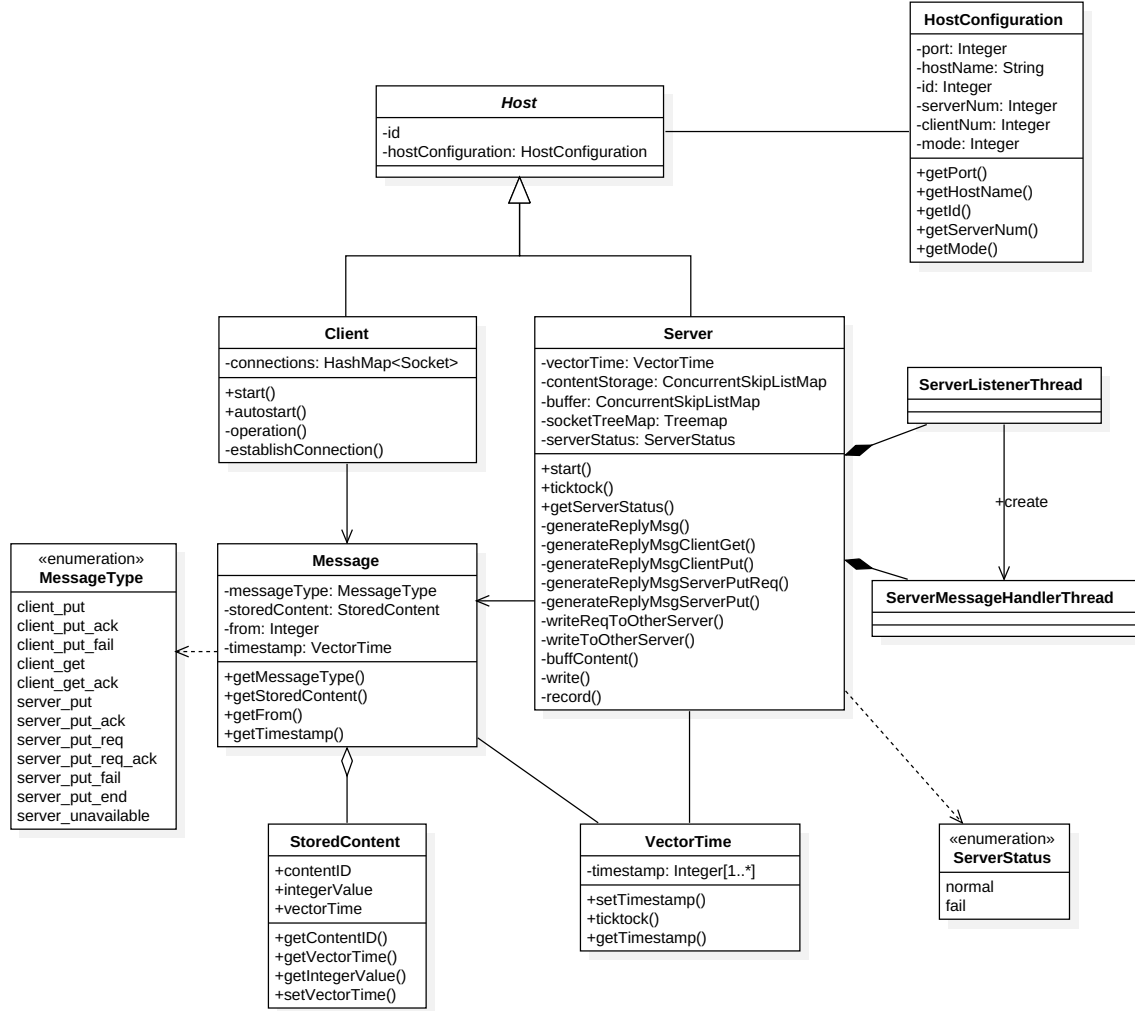 HostConfiguration
-port: Integer
-hostName: String
-id: Integer
-serverNum: Integer
-clientNum: Integer
-mode: Integer
+getPort()
+getHostName()
+getId()
+getServerNum()
+getMode()
Host
-id
-hostConfiguration: HostConfiguration
Client
-connections: HashMap<Socket>
+start()
+autostart()
-operation()
-establishConnection()
Server
-vectorTime: VectorTime
-contentStorage: ConcurrentSkipListMap
-buffer: ConcurrentSkipListMap
-socketTreeMap: Treemap
-serverStatus: ServerStatus
+start()
+ticktock()
+getServerStatus()
-generateReplyMsg()
-generateReplyMsgClientGet()
-generateReplyMsgClientPut()
-generateReplyMsgServerPutReq()
-generateReplyMsgServerPut()
-writeReqToOtherServer()
-writeToOtherServer()
-buffContent()
-write()
-record()
ServerListenerThread
+create
ServerMessageHandlerThread
«enumeration»
MessageType
client_put
client_put_ack
client_put_fail
client_get
client_get_ack
server_put
server_put_ack
server_put_req
server_put_req_ack
server_put_fail
server_put_end
server_unavailable
Message
-messageType: MessageType
-storedContent: StoredContent
-from: Integer
-timestamp: VectorTime
+getMessageType()
+getStoredContent()
+getFrom()
+getTimestamp()
StoredContent
+contentID
+integerValue
+vectorTime
+getContentID()
+getVectorTime()
+getIntegerValue()
+setVectorTime()
VectorTime
-timestamp: Integer[1..*]
+setTimestamp()
+ticktock()
+getTimestamp()
«enumeration»
ServerStatus
normal
fail